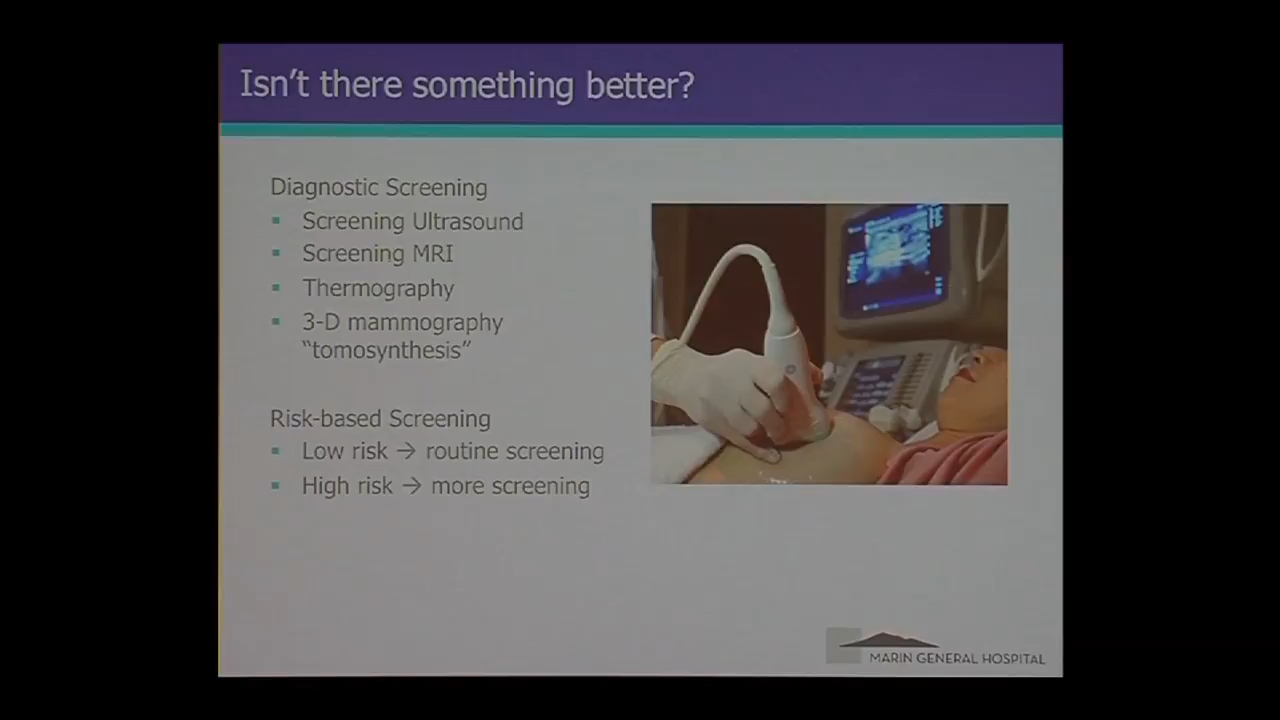 Isn't there something better?
Diagnostic Screening
▪ Screening Ultrasound
▪ Screening MRI
▪ Thermography
▪ 3-D mammography
"tomosynthesis"
Risk-based Screening
▪ Low risk → routine screening
▪ High risk → more screening
MARIN GENERAL HOSPITAL